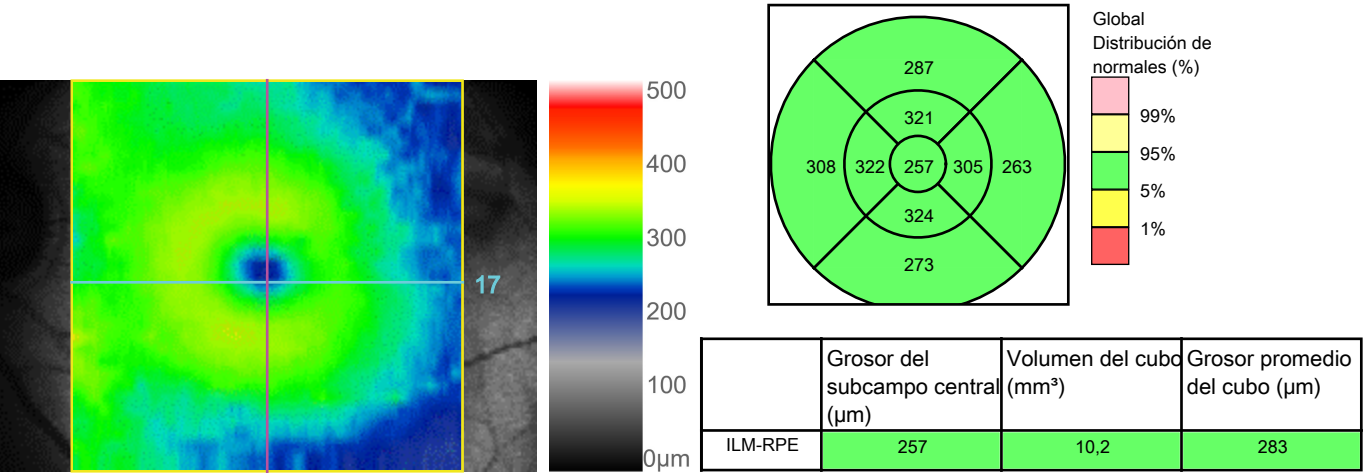 500
400
300
200
100
0µm
17
287
321
308 322 257 305 263
324
273
Global
Distribución de
normales (%)
99%
95%
5%
1%
Grosor del
subcampo central
(µm)
Volumen del cubo
(mm³)
Grosor promedio
del cubo (µm)
ILM-RPE 257 10,2 283